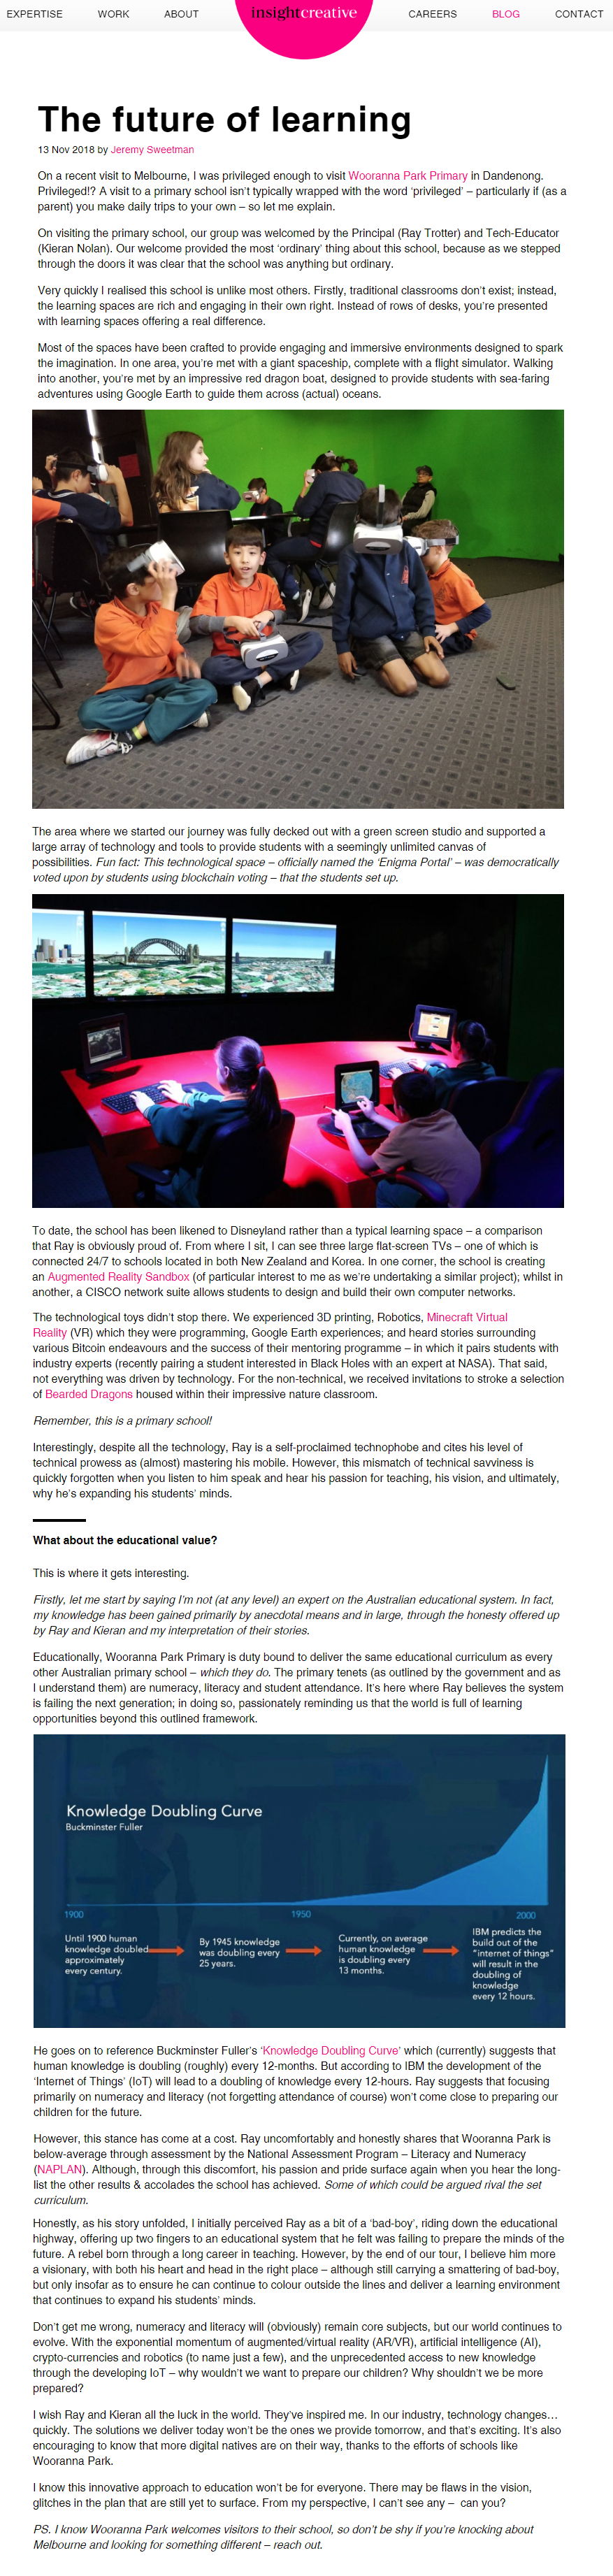 EXPERTISE WORK ABOUT insightcreative CAREERS BLOG CONTACT
The future of learning
13 Nov 2018 by Jeremy Sweetman
On a recent visit to Melbourne, I was privileged enough to visit Wooranna Park Primary in Dandenong.
Privileged!? A visit to a primary school isn't typically wrapped with the word 'privileged' – particularly if (as a
parent) you make daily trips to your own – so let me explain.
On visiting the primary school, our group was welcomed by the Principal (Ray Trotter) and Tech-Educator
(Kieran Nolan). Our welcome provided the most 'ordinary' thing about this school, because as we stepped
through the doors it was clear that the school was anything but ordinary.
Very quickly I realised this school is unlike most others. Firstly, traditional classrooms don't exist; instead,
the learning spaces are rich and engaging in their own right. Instead of rows of desks, you're presented
with learning spaces offering a real difference.
Most of the spaces have been crafted to provide engaging and immersive environments designed to spark
the imagination. In one area, you're met with a giant spaceship, complete with a flight simulator. Walking
into another, you're met by an impressive red dragon boat, designed to provide students with sea-faring
adventures using Google Earth to guide them across (actual) oceans.
The area where we started our journey was fully decked out with a green screen studio and supported a
large array of technology and tools to provide students with a seemingly unlimited canvas of
possibilities. Fun fact: This technological space – officially named the 'Enigma Portal' – was democratically
voted upon by students using blockchain voting – that the students set up.
To date, the school has been likened to Disneyland rather than a typical learning space – a comparison
that Ray is obviously proud of. From where I sit, I can see three large flat-screen TVs – one of which is
connected 24/7 to schools located in both New Zealand and Korea. In one corner, the school is creating
an Augmented Reality Sandbox (of particular interest to me as we're undertaking a similar project); whilst in
another, a CISCO network suite allows students to design and build their own computer networks.
The technological toys didn't stop there. We experienced 3D printing, Robotics, Minecraft Virtual
Reality (VR) which they were programming, Google Earth experiences; and heard stories surrounding
various Bitcoin endeavours and the success of their mentoring programme – in which it pairs students with
industry experts (recently pairing a student interested in Black Holes with an expert at NASA). That said,
not everything was driven by technology. For the non-technical, we received invitations to stroke a selection
of Bearded Dragons housed within their impressive nature classroom.
Remember, this is a primary school!
Interestingly, despite all the technology, Ray is a self-proclaimed technophobe and cites his level of
technical prowess as (almost) mastering his mobile. However, this mismatch of technical savviness is
quickly forgotten when you listen to him speak and hear his passion for teaching, his vision, and ultimately,
why he's expanding his students' minds.
What about the educational value?
This is where it gets interesting.
Firstly, let me start by saying I'm not (at any level) an expert on the Australian educational system. In fact,
my knowledge has been gained primarily by anecdotal means and in large, through the honesty offered up
by Ray and Kieran and my interpretation of their stories.
Educationally, Wooranna Park Primary is duty bound to deliver the same educational curriculum as every
other Australian primary school – which they do. The primary tenets (as outlined by the government and as
I understand them) are numeracy, literacy and student attendance. It's here where Ray believes the system
is failing the next generation; in doing so, passionately reminding us that the world is full of learning
opportunities beyond this outlined framework.
Knowledge Doubling Curve
Buckminster Fuller
1900 1950 2000
Until 1900 human
knowledge doubled
approximately
every century.
By 1945 knowledge
was doubling every
25 years.
Currently, on average
human knowledge
is doubling every
13 months.
IBM predicts the
build out of the
"internet of things"
will result in the
doubling of
knowledge
every 12 hours.
He goes on to reference Buckminster Fuller's 'Knowledge Doubling Curve' which (currently) suggests that
human knowledge is doubling (roughly) every 12-months. But according to IBM the development of the
'Internet of Things' (IoT) will lead to a doubling of knowledge every 12-hours. Ray suggests that focusing
primarily on numeracy and literacy (not forgetting attendance of course) won't come close to preparing our
children for the future.
However, this stance has come at a cost. Ray uncomfortably and honestly shares that Wooranna Park is
below-average through assessment by the National Assessment Program – Literacy and Numeracy
(NAPLAN). Although, through this discomfort, his passion and pride surface again when you hear the long-
list the other results & accolades the school has achieved. Some of which could be argued rival the set
curriculum.
Honestly, as his story unfolded, I initially perceived Ray as a bit of a 'bad-boy', riding down the educational
highway, offering up two fingers to an educational system that he felt was failing to prepare the minds of the
future. A rebel born through a long career in teaching. However, by the end of our tour, I believe him more
a visionary, with both his heart and head in the right place – although still carrying a smattering of bad-boy,
but only insofar as to ensure he can continue to colour outside the lines and deliver a learning environment
that continues to expand his students' minds.
Don't get me wrong, numeracy and literacy will (obviously) remain core subjects, but our world continues to
evolve. With the exponential momentum of augmented/virtual reality (AR/VR), artificial intelligence (AI),
crypto-currencies and robotics (to name just a few), and the unprecedented access to new knowledge
through the developing IoT – why wouldn't we want to prepare our children? Why shouldn't we be more
prepared?
I wish Ray and Kieran all the luck in the world. They've inspired me. In our industry, technology changes…
quickly. The solutions we deliver today won't be the ones we provide tomorrow, and that's exciting. It's also
encouraging to know that more digital natives are on their way, thanks to the efforts of schools like
Wooranna Park.
I know this innovative approach to education won't be for everyone. There may be flaws in the vision,
glitches in the plan that are still yet to surface. From my perspective, I can't see any – can you?
PS. I know Wooranna Park welcomes visitors to their school, so don't be shy if you're knocking about
Melbourne and looking for something different – reach out.